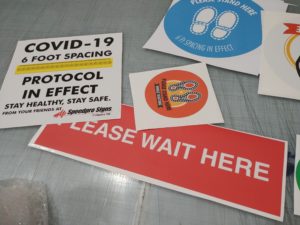 COVID-19
6 FOOT SPACING
PROTOCOL
IN EFFECT
STAY HEALTHY, STAY SAFE.
FROM YOUR FRIENDS AT Speedpro Signs
PLEASE STAND HERE
6 Ft SPACING IN EFFECT
PLEASE WAIT HERE